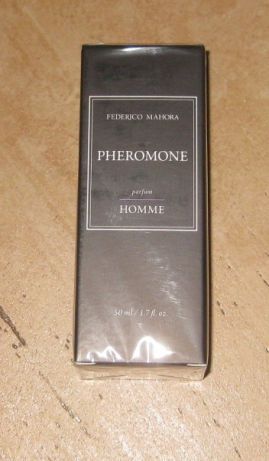 FEDERICO MAHORA
PHEROMONE
parfum
HOMME
50 ml / 1.7 fl. oz.